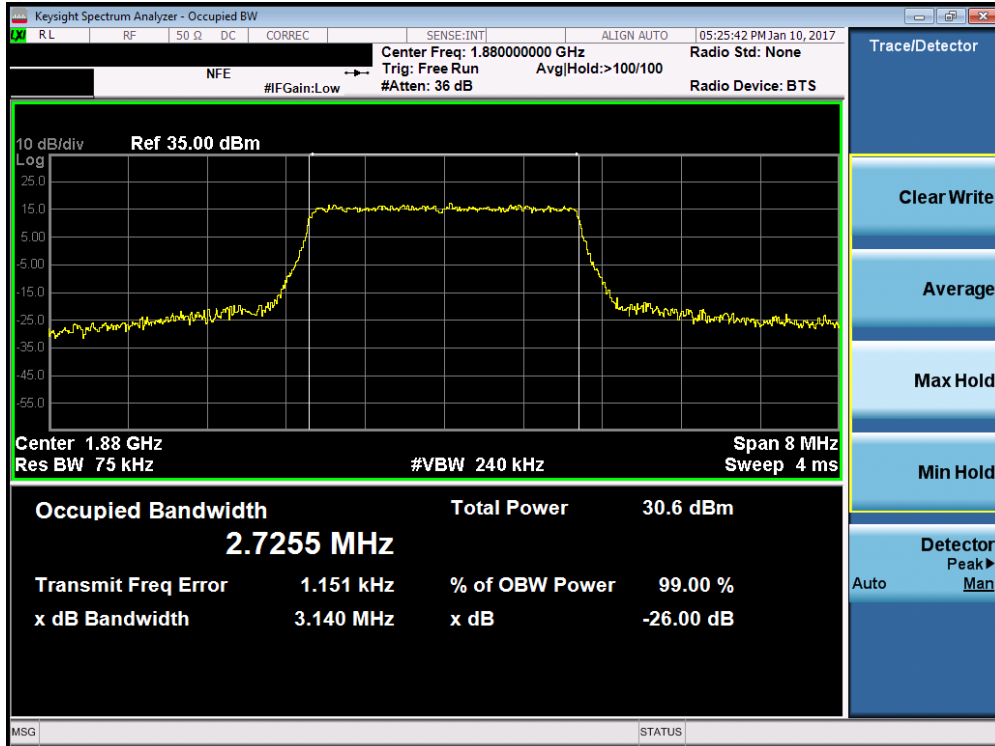 Keysight Spectrum Analyzer - Occupied BW
LXI RL RF 50 Ω DC CORREC SENSE:INT ALIGN AUTO 05:25:42 PM Jan 10, 2017
Center Freq: 1.880000000 GHz Radio Std: None
NFE Trig: Free Run Avg|Hold:>100/100
#IFGain:Low #Atten: 36 dB Radio Device: BTS
10 dB/div Ref 35.00 dBm
Log
25.0
15.0
5.00
-5.00
-15.0
-25.0
-35.0
-45.0
-55.0
Center 1.88 GHz Span 8 MHz
Res BW 75 kHz #VBW 240 kHz Sweep 4 ms
Occupied Bandwidth Total Power 30.6 dBm
2.7255 MHz
Transmit Freq Error 1.151 kHz % of OBW Power 99.00 %
x dB Bandwidth 3.140 MHz x dB -26.00 dB
MSG STATUS
Trace/Detector
Clear Write
Average
Max Hold
Min Hold
Detector
Peak▶
Auto Man